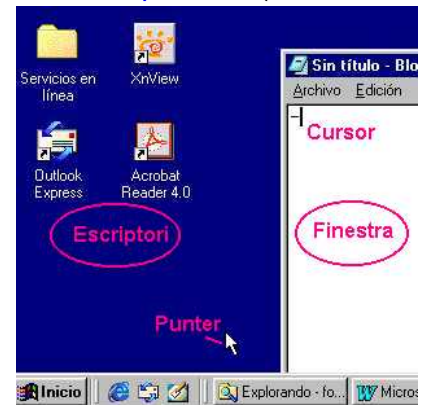 Servicios en
línea
XnView
Outlook
Express
Acrobat
Reader 4.0
Sin título - Blo
Archivo Edición
Cursor
Escriptori
Finestra
Punter
Inicio
Explorando - fo...
Micros